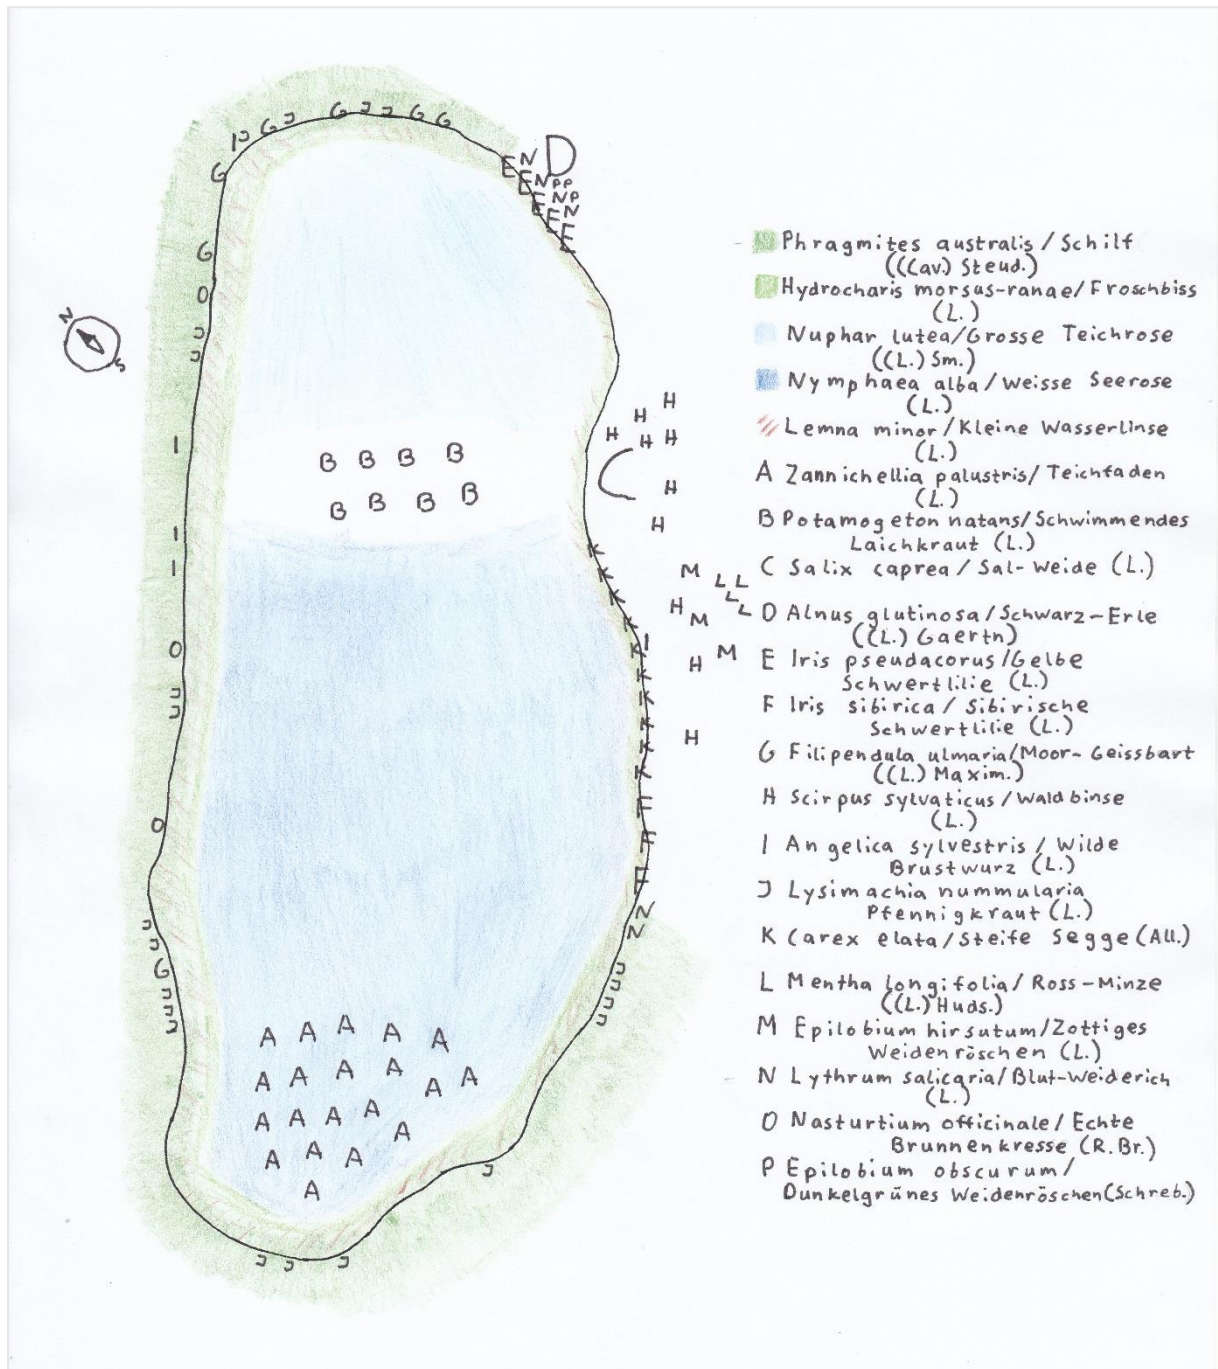 G J J G G
I J G J
G
E N D
E N P P
E N P
E N
E
G
O
J
J
N
S
I
B B B B
B B B B
I
I
O
J
J
O
J
J
G
J
J
J
H
H
H H H
C
H
H
K
K
K
K
M L L
L
H M L
I
K
H M
K
K
K
K
K
H
F
F
F
N
N
J
J
J
J
A A A A A
A A A A A A
A A A A A
A A A
A
J
J J J
Phragmites australis / Schilf
(((av.) Steud.)
Hydrocharis morsus-ranae / Froschbiss
(L.)
Nuphar lutea / Grosse Teichrose
((L.) Sm.)
Nymphaea alba / Weisse Seerose
(L.)
Lemna minor / Kleine Wasserlinse
(L.)
A Zannichellia palustris / Teichfaden
(L.)
B Potamogeton natans / Schwimmendes
Laichkraut (L.)
C Salix caprea / Sal-Weide (L.)
D Alnus glutinosa / Schwarz-Erle
((L.) Gaertn)
E Iris pseudacorus / Gelbe
Schwertlilie (L.)
F Iris sibirica / Sibirische
Schwertlilie (L.)
G Filipendula ulmaria / Moor-Geissbart
((L.) Maxim.)
H Scirpus sylvaticus / Waldbinse
(L.)
I Angelica sylvestris / Wilde
Brustwurz (L.)
J Lysimachia nummularia
Pfennigkraut (L.)
K Carex elata / Steife Segge (All.)
L Mentha longifolia / Ross-Minze
((L.) Huds.)
M Epilobium hirsutum / Zottiges
Weidenröschen (L.)
N Lythrum salicaria / Blut-Weiderich
(L.)
O Nasturtium officinale / Echte
Brunnenkresse (R. Br.)
P Epilobium obscurum /
Dunkelgrünes Weidenröschen (Schreb.)